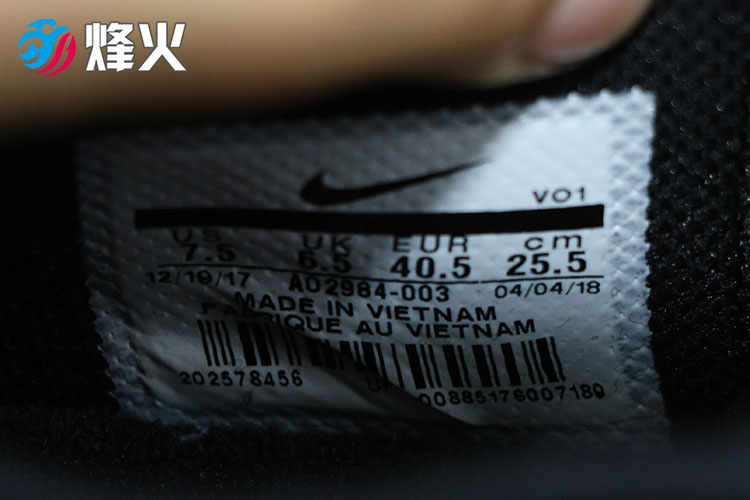 烽火
VO1
US UK EUR cm
7.5 6.5 40.5 25.5
12/19/17 AO2984-003 04/04/18
MADE IN VIETNAM
FABRIQUE AU VIETNAM
202578456 00885176007189